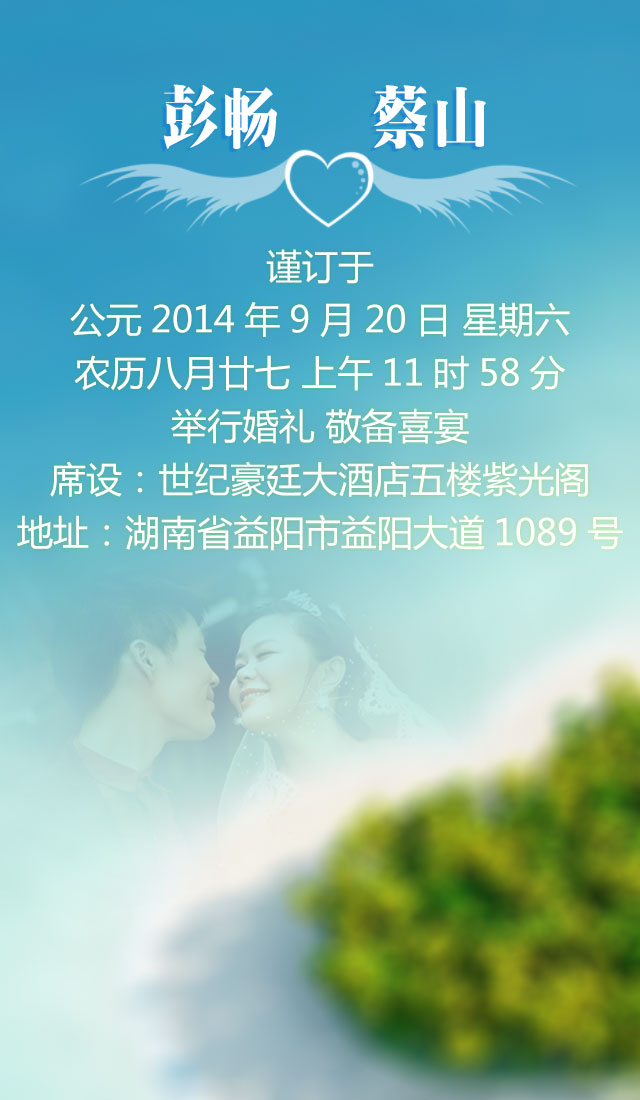 彭畅 蔡山
谨订于
公元 2014 年 9 月 20 日 星期六
农历八月廿七 上午 11 时 58 分
举行婚礼 敬备喜宴
席设：世纪豪廷大酒店五楼紫光阁
地址：湖南省益阳市益阳大道 1089 号